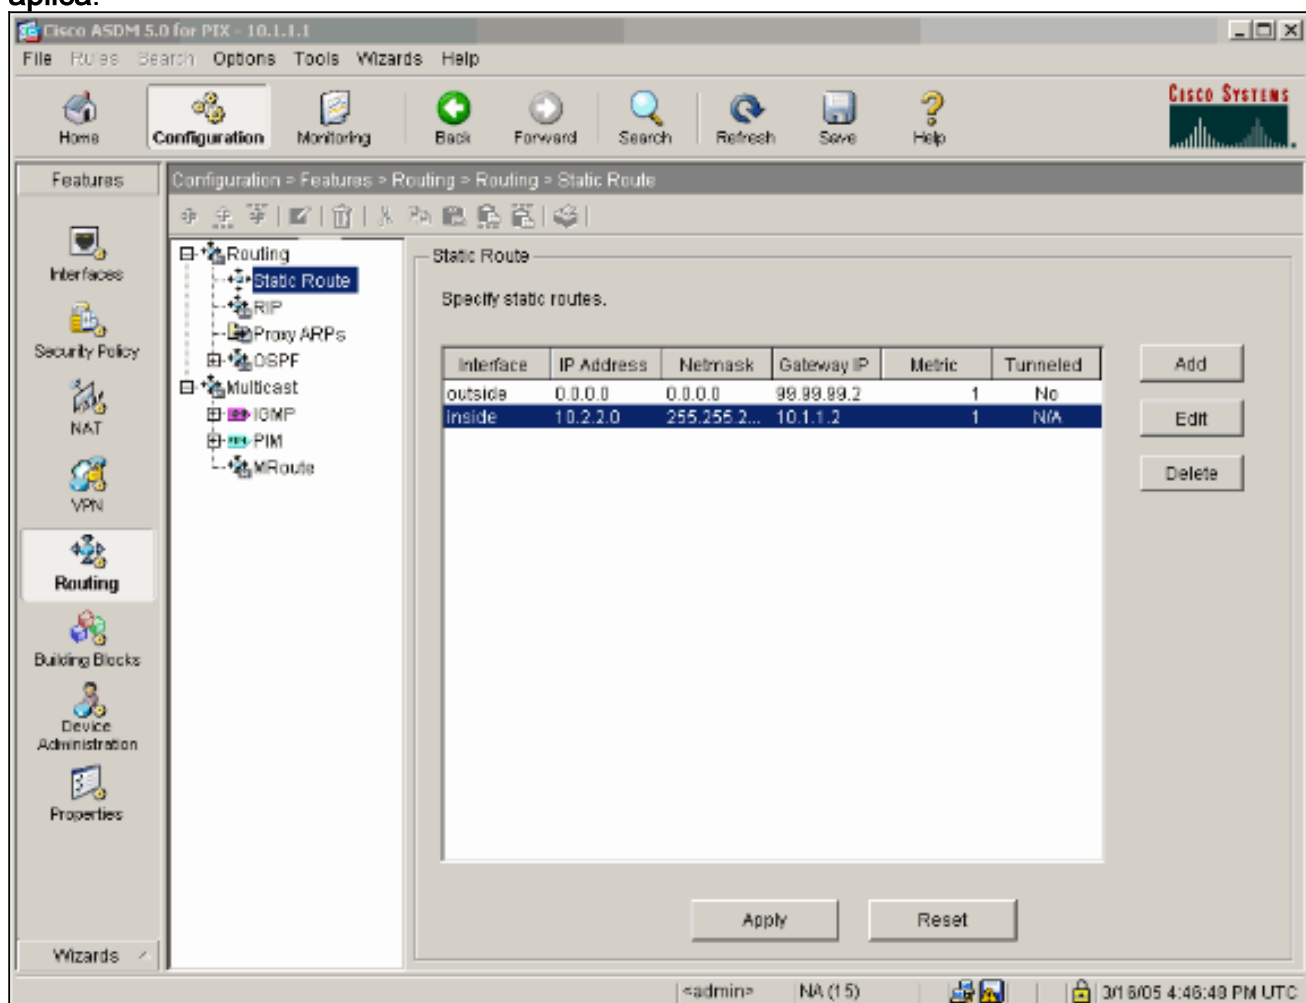 aplica.
Cisco ASDM 5.0 for PIX - 10.1.1.1
File Rules Search Options Tools Wizards Help
Home Configuration Monitoring Back Forward Search Refresh Save Help
CISCO SYSTEMS
Features
Configuration > Features > Routing > Routing > Static Route
Interfaces
Security Policy
NAT
VPN
Routing
Building Blocks
Device
Administration
Properties
Wizards
Routing
Static Route
RIP
Proxy ARPs
OSPF
Multicast
IGMP
PIM
MRoute
Static Route
Specify static routes.
Interface IP Address Netmask Gateway IP Metric Tunneled
outside 0.0.0.0 0.0.0.0 99.99.99.2 1 No
inside 10.2.2.0 255.255.2... 10.1.1.2 1 N/A
Add
Edit
Delete
Apply Reset
<admin> NA (15) 3/16/05 4:46:48 PM UTC